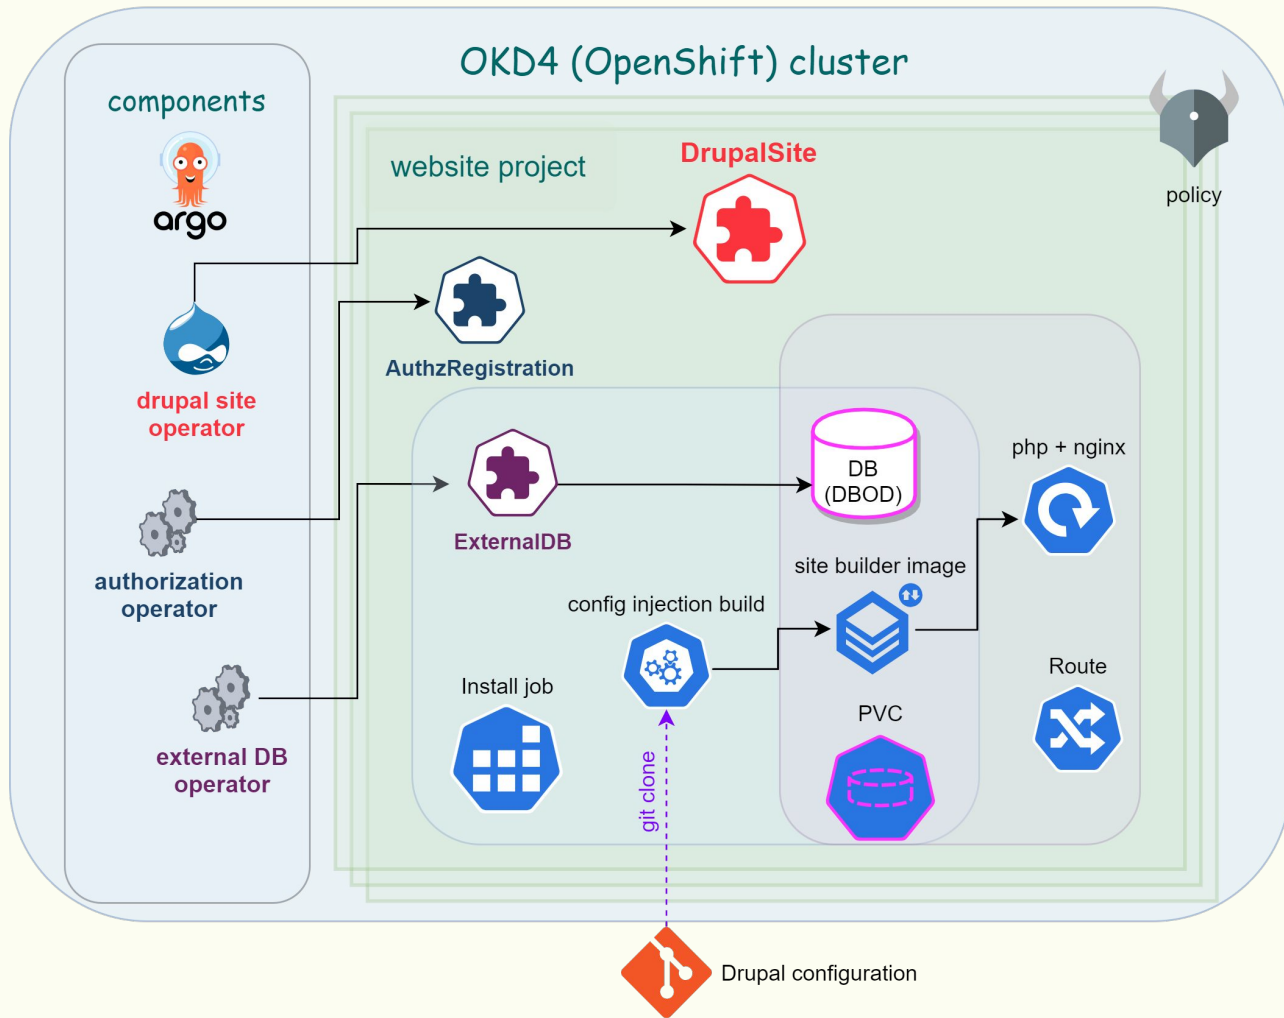 OKD4 (OpenShift) cluster
components
argo
drupal site
operator
authorization
operator
external DB
operator
website project
DrupalSite
policy
AuthzRegistration
ExternalDB
DB
(DBOD)
php + nginx
site builder image
config injection build
Install job
PVC
Route
git clone
Drupal configuration